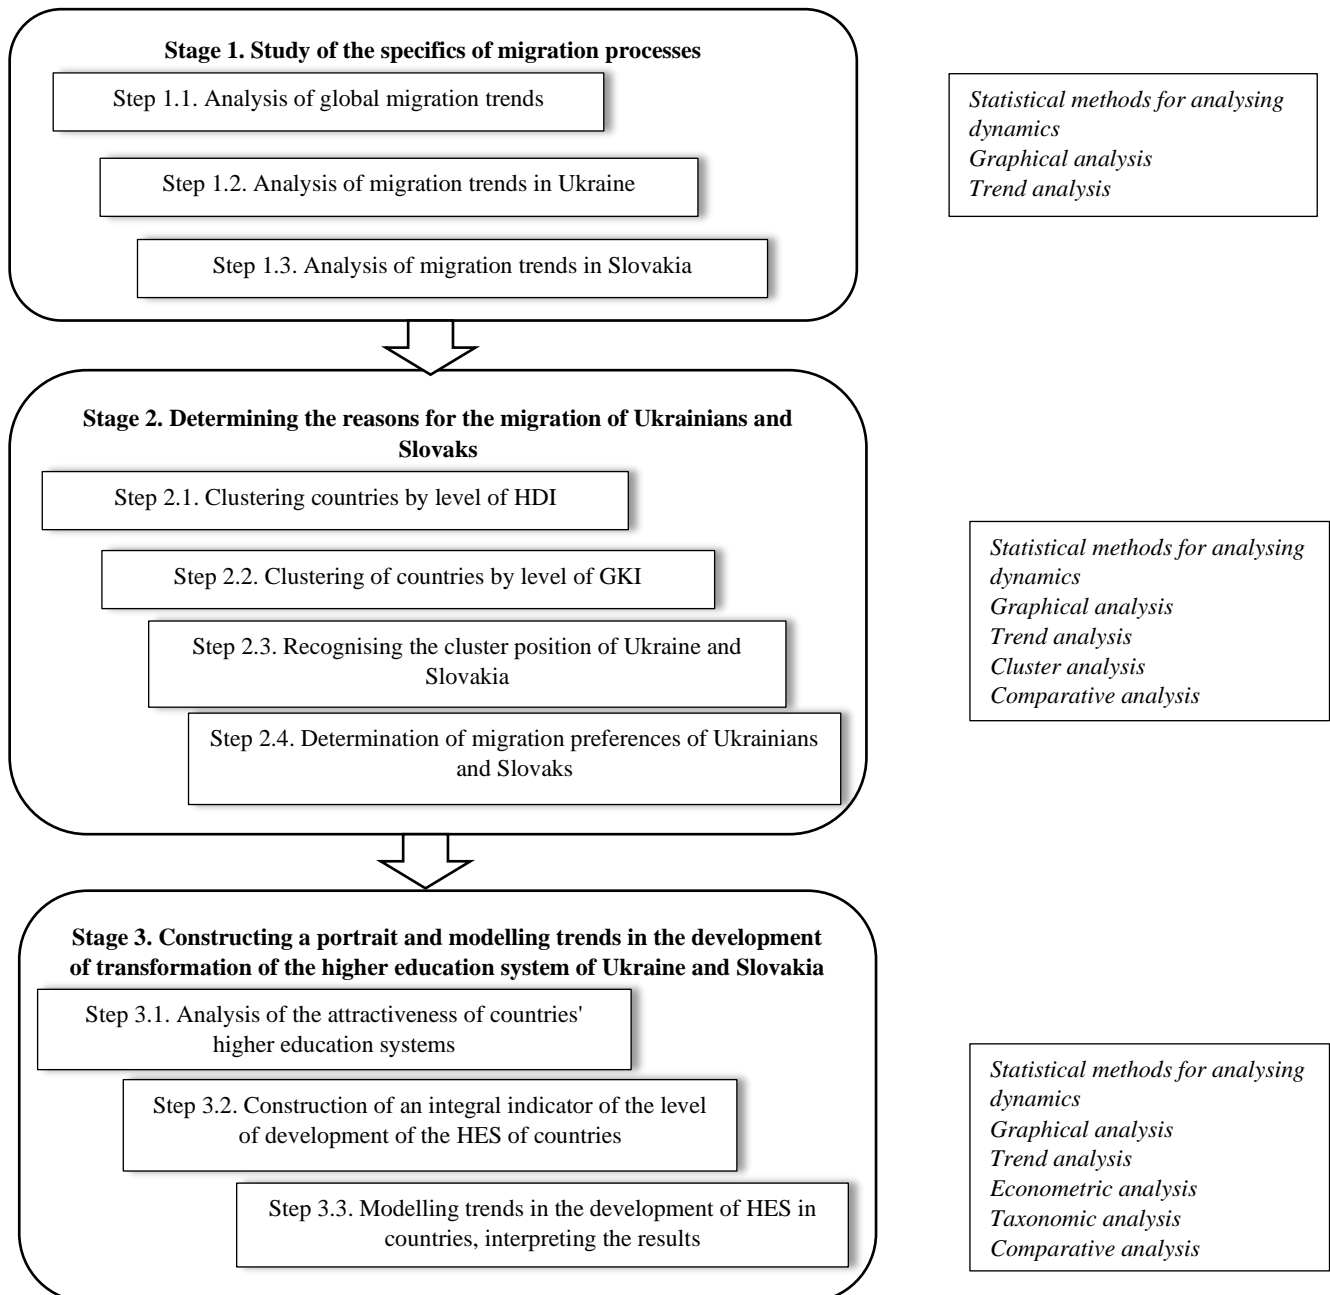 Stage 1. Study of the specifics of migration processes
Step 1.1. Analysis of global migration trends
Step 1.2. Analysis of migration trends in Ukraine
Step 1.3. Analysis of migration trends in Slovakia
Statistical methods for analysing
dynamics
Graphical analysis
Trend analysis
Stage 2. Determining the reasons for the migration of Ukrainians and
Slovaks
Step 2.1. Clustering countries by level of HDI
Step 2.2. Clustering of countries by level of GKI
Step 2.3. Recognising the cluster position of Ukraine and
Slovakia
Step 2.4. Determination of migration preferences of Ukrainians
and Slovaks
Statistical methods for analysing
dynamics
Graphical analysis
Trend analysis
Cluster analysis
Comparative analysis
Stage 3. Constructing a portrait and modelling trends in the development
of transformation of the higher education system of Ukraine and Slovakia
Step 3.1. Analysis of the attractiveness of countries'
higher education systems
Step 3.2. Construction of an integral indicator of the level
of development of the HES of countries
Step 3.3. Modelling trends in the development of HES in
countries, interpreting the results
Statistical methods for analysing
dynamics
Graphical analysis
Trend analysis
Econometric analysis
Taxonomic analysis
Comparative analysis